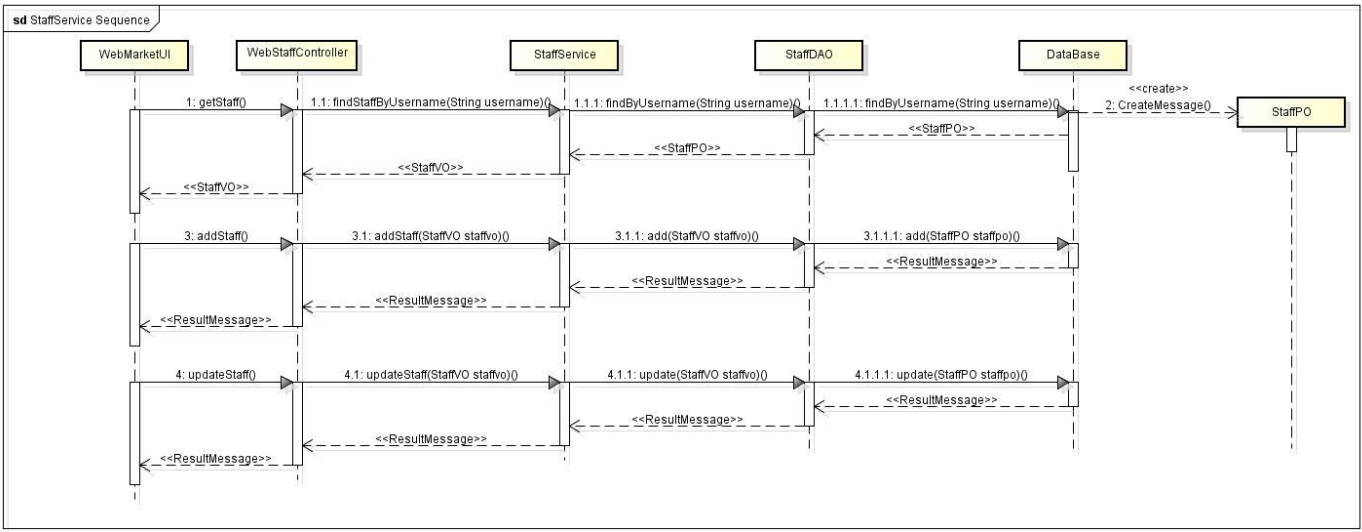 sd StaffService Sequence
WebMarketUI
WebStaffController
StaffService
StaffDAO
DataBase
<<create>>
1: getStaff()
1.1: findStaffByUsername(String username)()
1.1.1: findByUsername(String username)()
1.1.1.1: findByUsername(String username)()
2: CreateMessage()
StaffPO
<<StaffPO>>
<<StaffPO>>
<<StaffVO>>
<<StaffVO>>
3: addStaff()
3.1: addStaff(StaffVO staffvo)()
3.1.1: add(StaffVO staffvo)()
3.1.1.1: add(StaffPO staffpo)()
<<ResultMessage>>
<<ResultMessage>>
<<ResultMessage>>
<<ResultMessage>>
4: updateStaff()
4.1: updateStaff(StaffVO staffvo)()
4.1.1: update(StaffVO staffvo)()
4.1.1.1: update(StaffPO staffpo)()
<<ResultMessage>>
<<ResultMessage>>
<<ResultMessage>>
<<ResultMessage>>